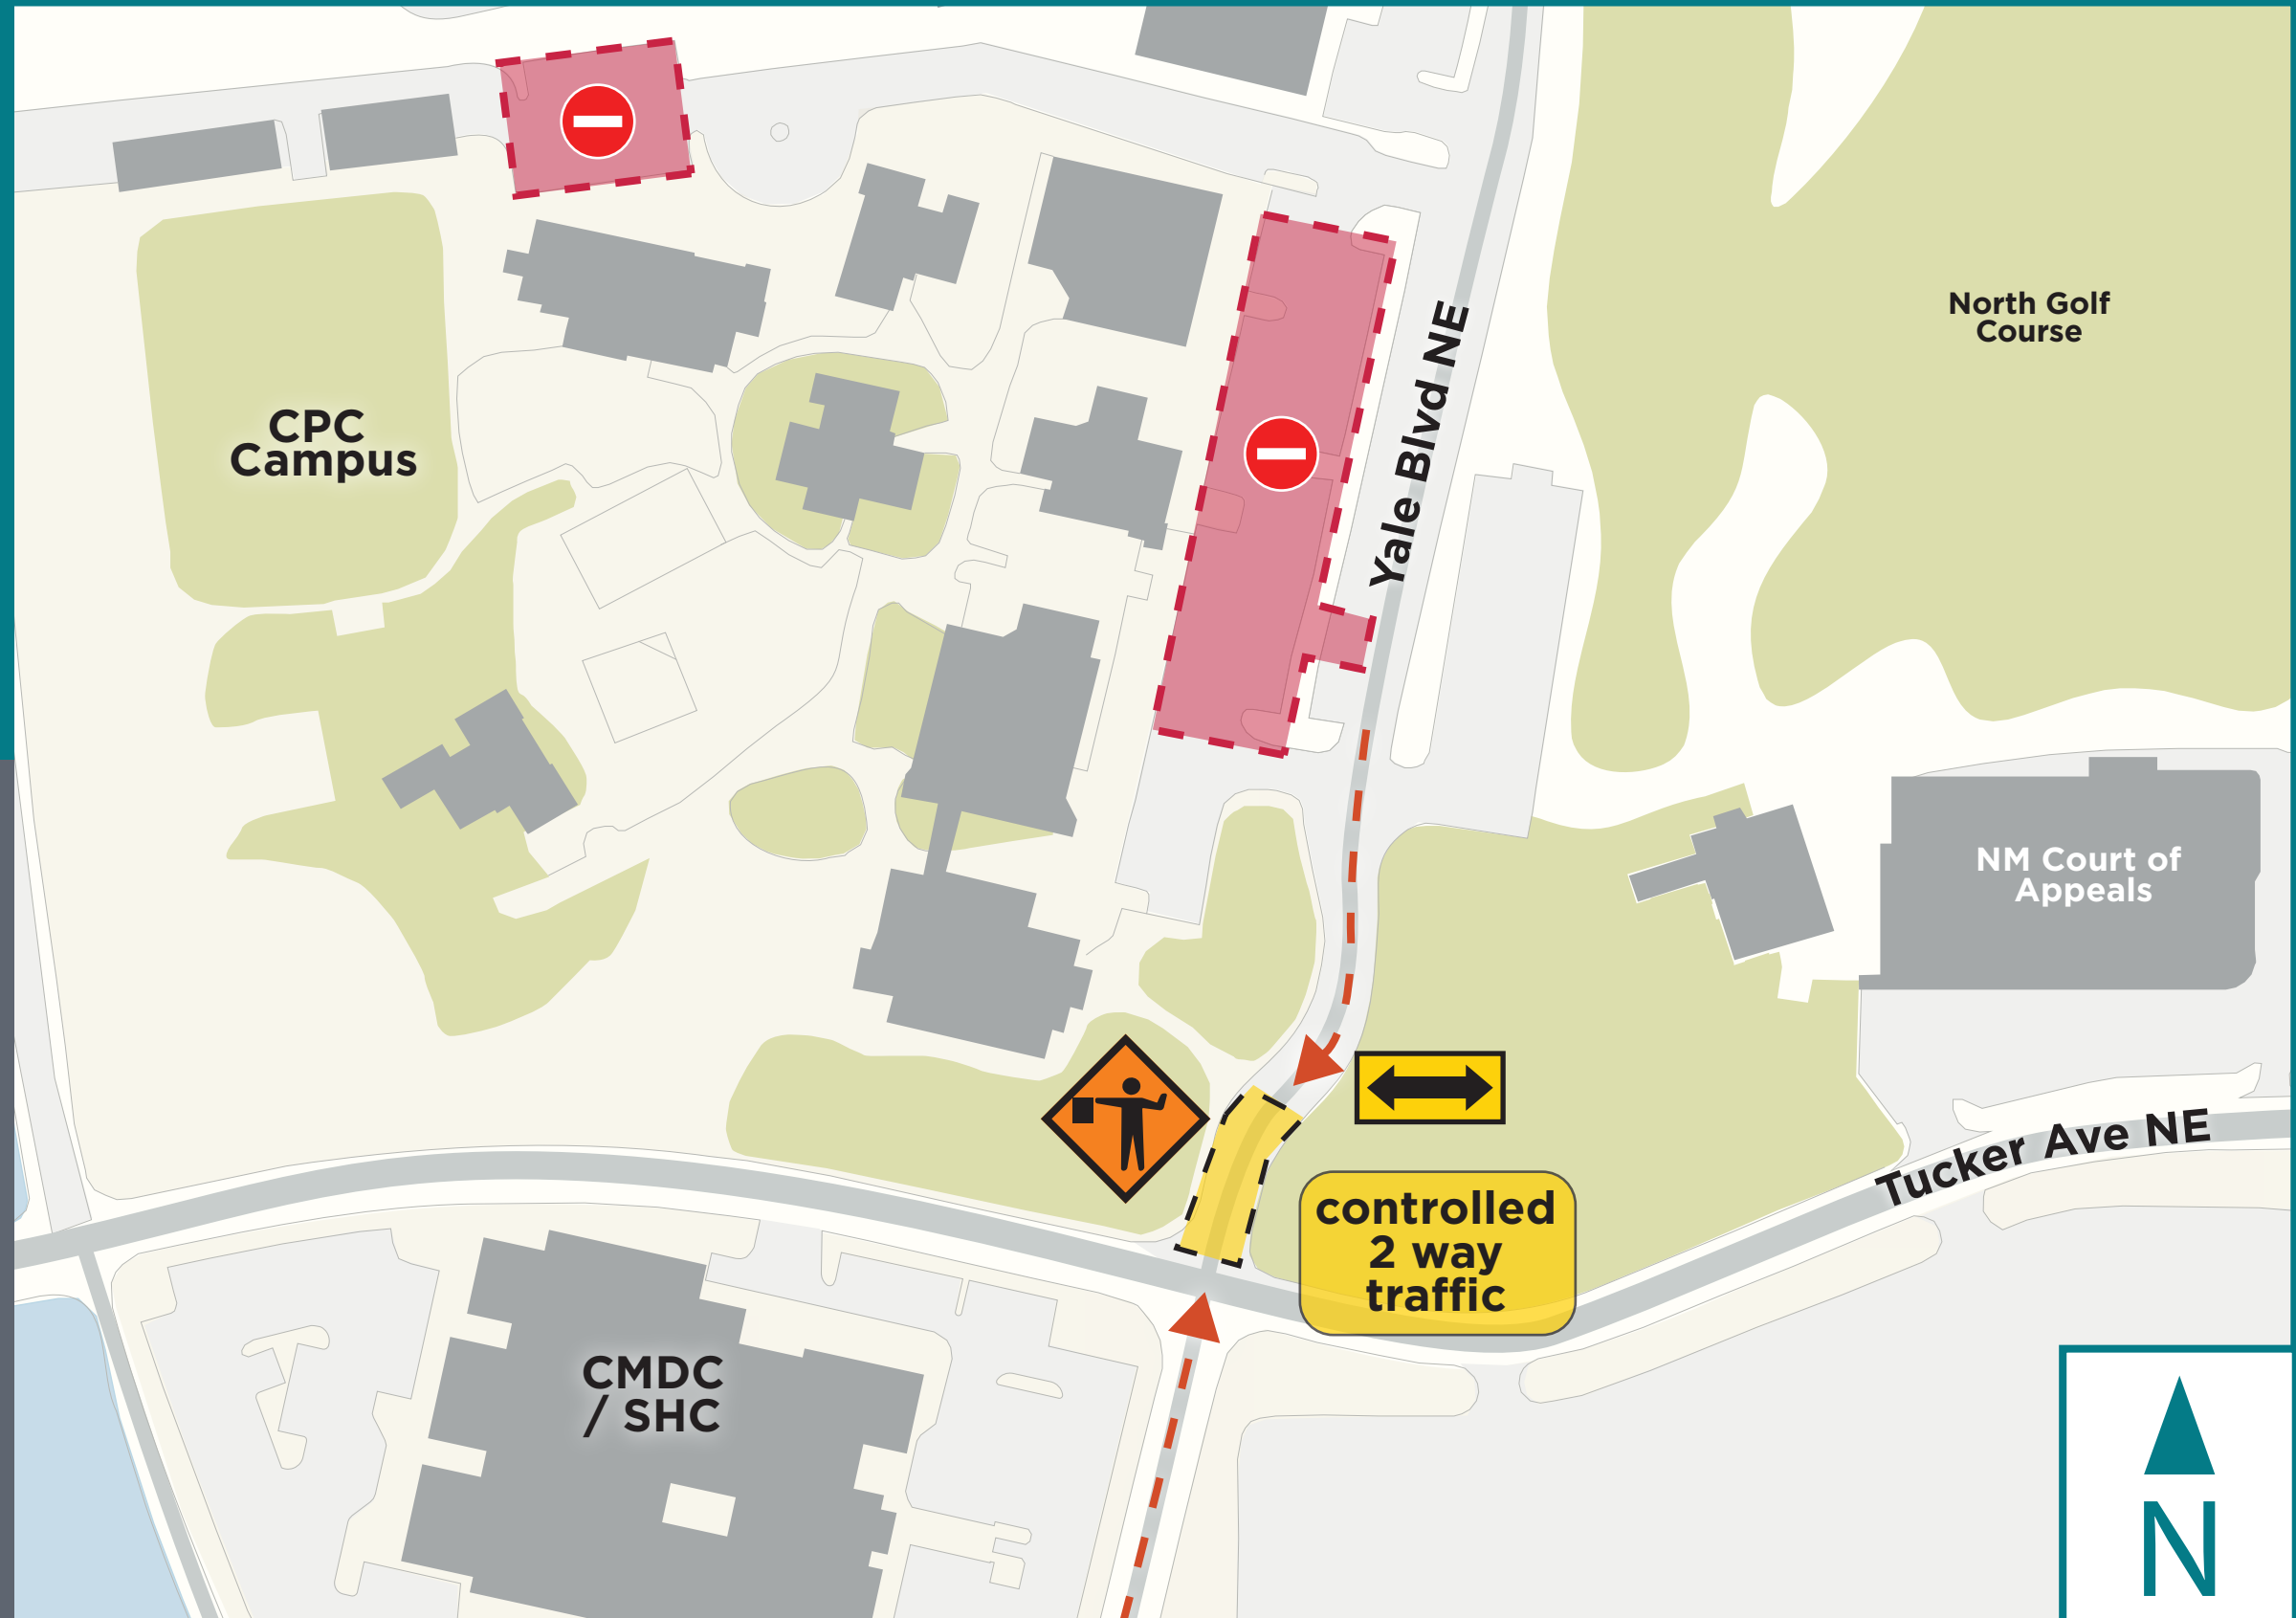 North Golf
Course
Yale Blvd NE
CPC
Campus
NM Court of
Appeals
Tucker Ave NE
controlled
2 way
traffic
CMDC
/ SHC
N